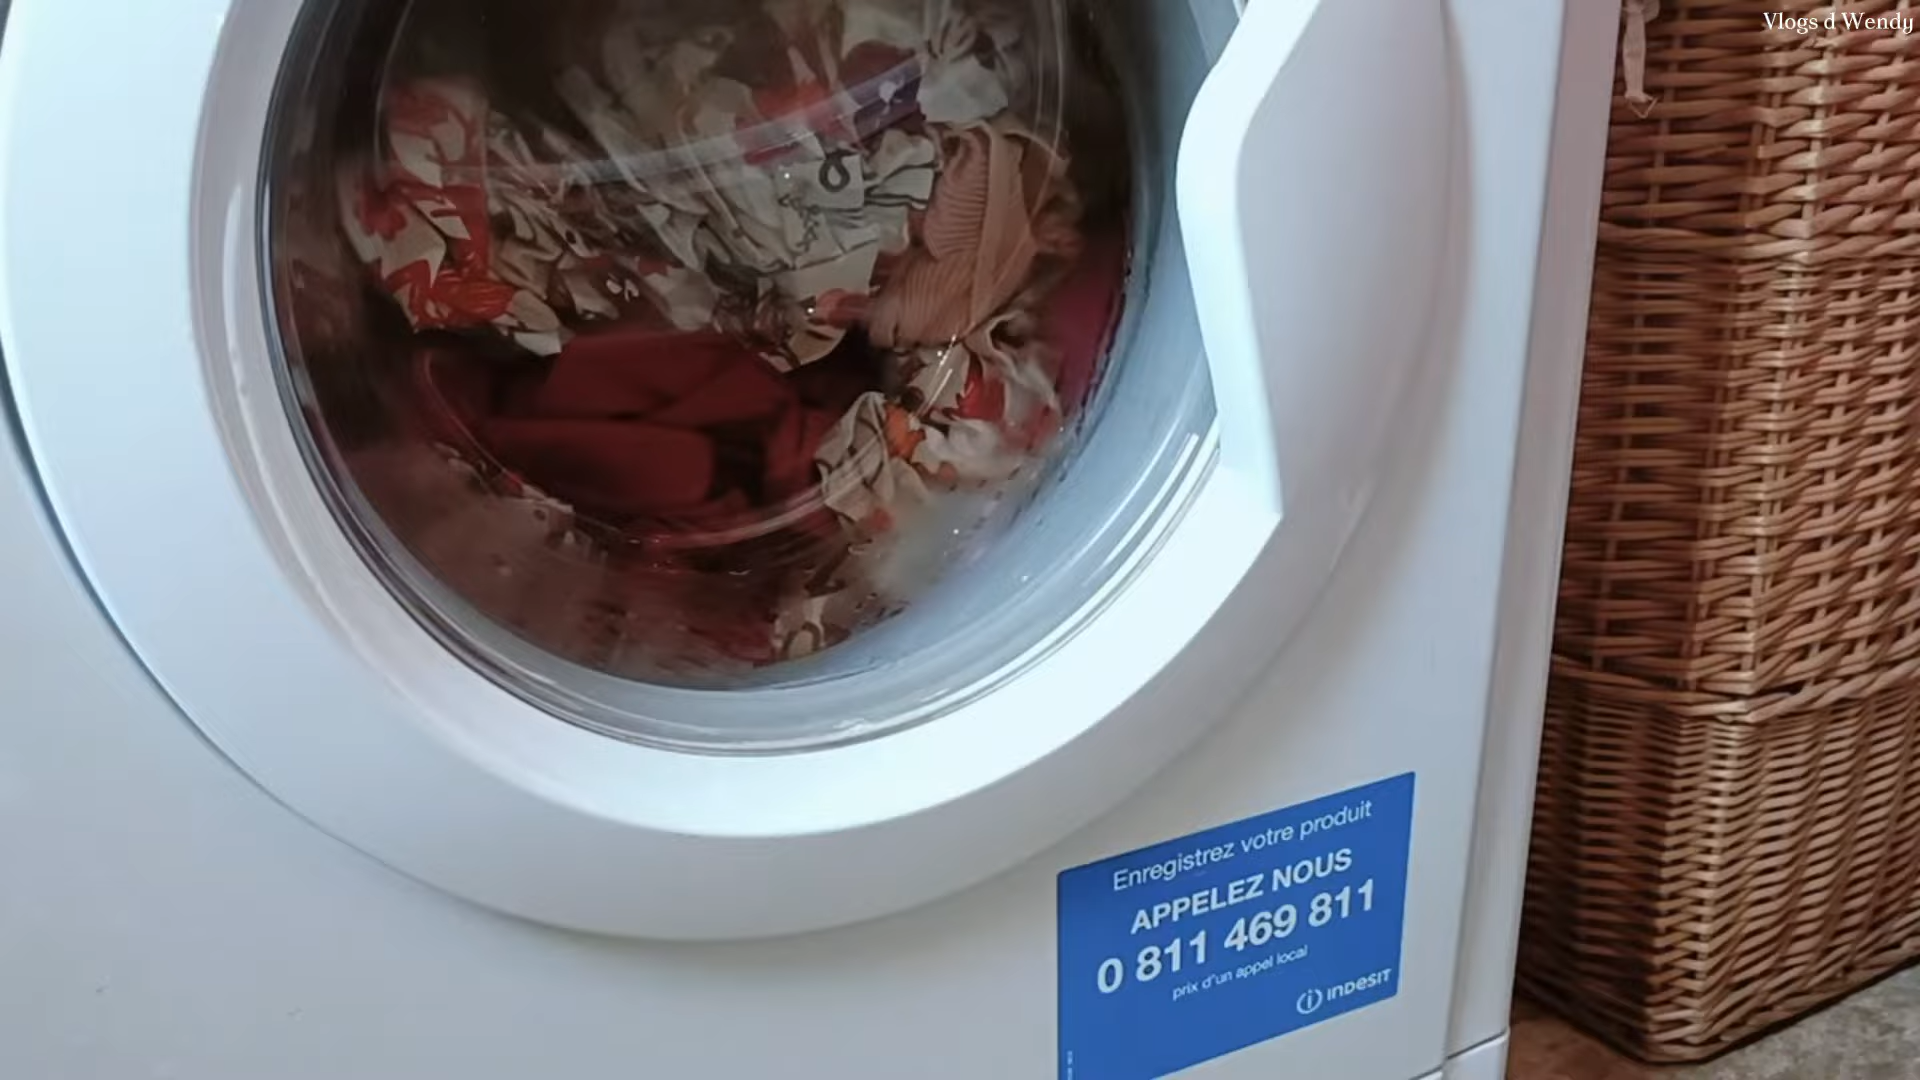 Vlogs d Wendy
Enregistrez votre produit
APPELEZ NOUS
0 811 469 811
prix d'un appel local
INDESIT